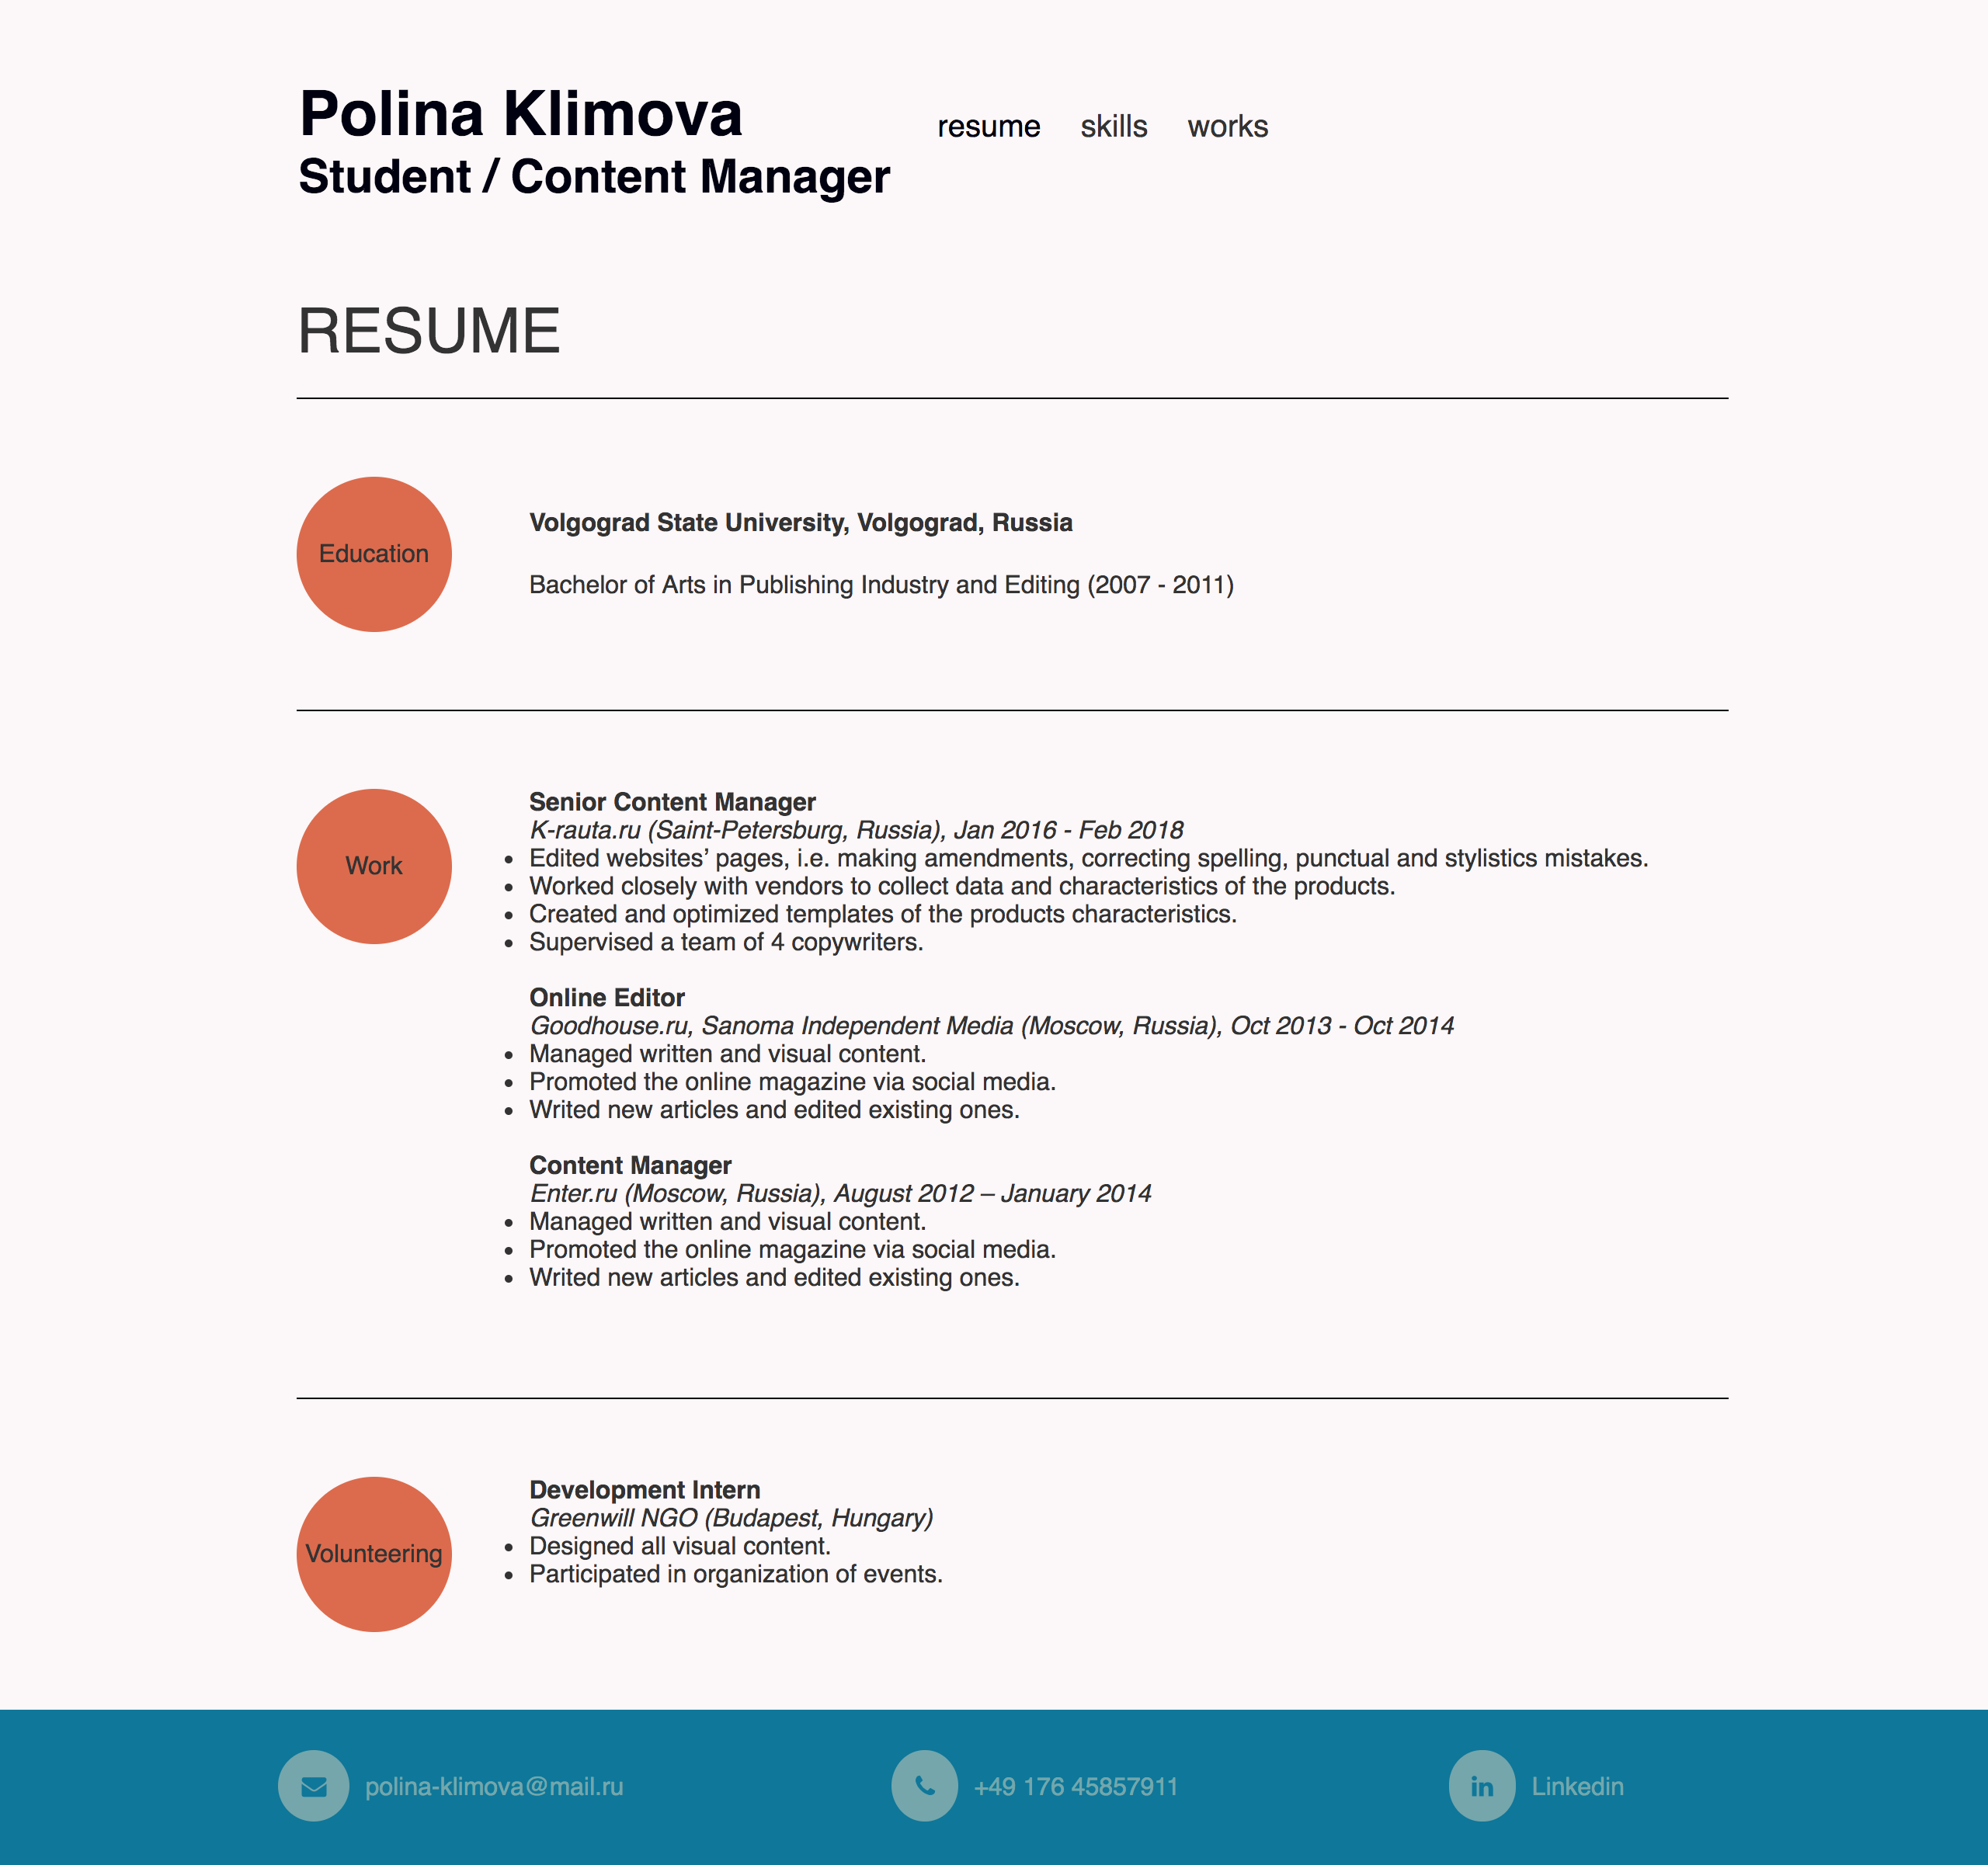 Polina Klimova
Student / Content Manager
resume skills works
RESUME
Education
Volgograd State University, Volgograd, Russia
Bachelor of Arts in Publishing Industry and Editing (2007 - 2011)
Work
Senior Content Manager
K-rauta.ru (Saint-Petersburg, Russia), Jan 2016 - Feb 2018
• Edited websites’ pages, i.e. making amendments, correcting spelling, punctual and stylistics mistakes.
• Worked closely with vendors to collect data and characteristics of the products.
• Created and optimized templates of the products characteristics.
• Supervised a team of 4 copywriters.
Online Editor
Goodhouse.ru, Sanoma Independent Media (Moscow, Russia), Oct 2013 - Oct 2014
• Managed written and visual content.
• Promoted the online magazine via social media.
• Writed new articles and edited existing ones.
Content Manager
Enter.ru (Moscow, Russia), August 2012 – January 2014
• Managed written and visual content.
• Promoted the online magazine via social media.
• Writed new articles and edited existing ones.
Volunteering
Development Intern
Greenwill NGO (Budapest, Hungary)
• Designed all visual content.
• Participated in organization of events.
polina-klimova@mail.ru
+49 176 45857911
in Linkedin